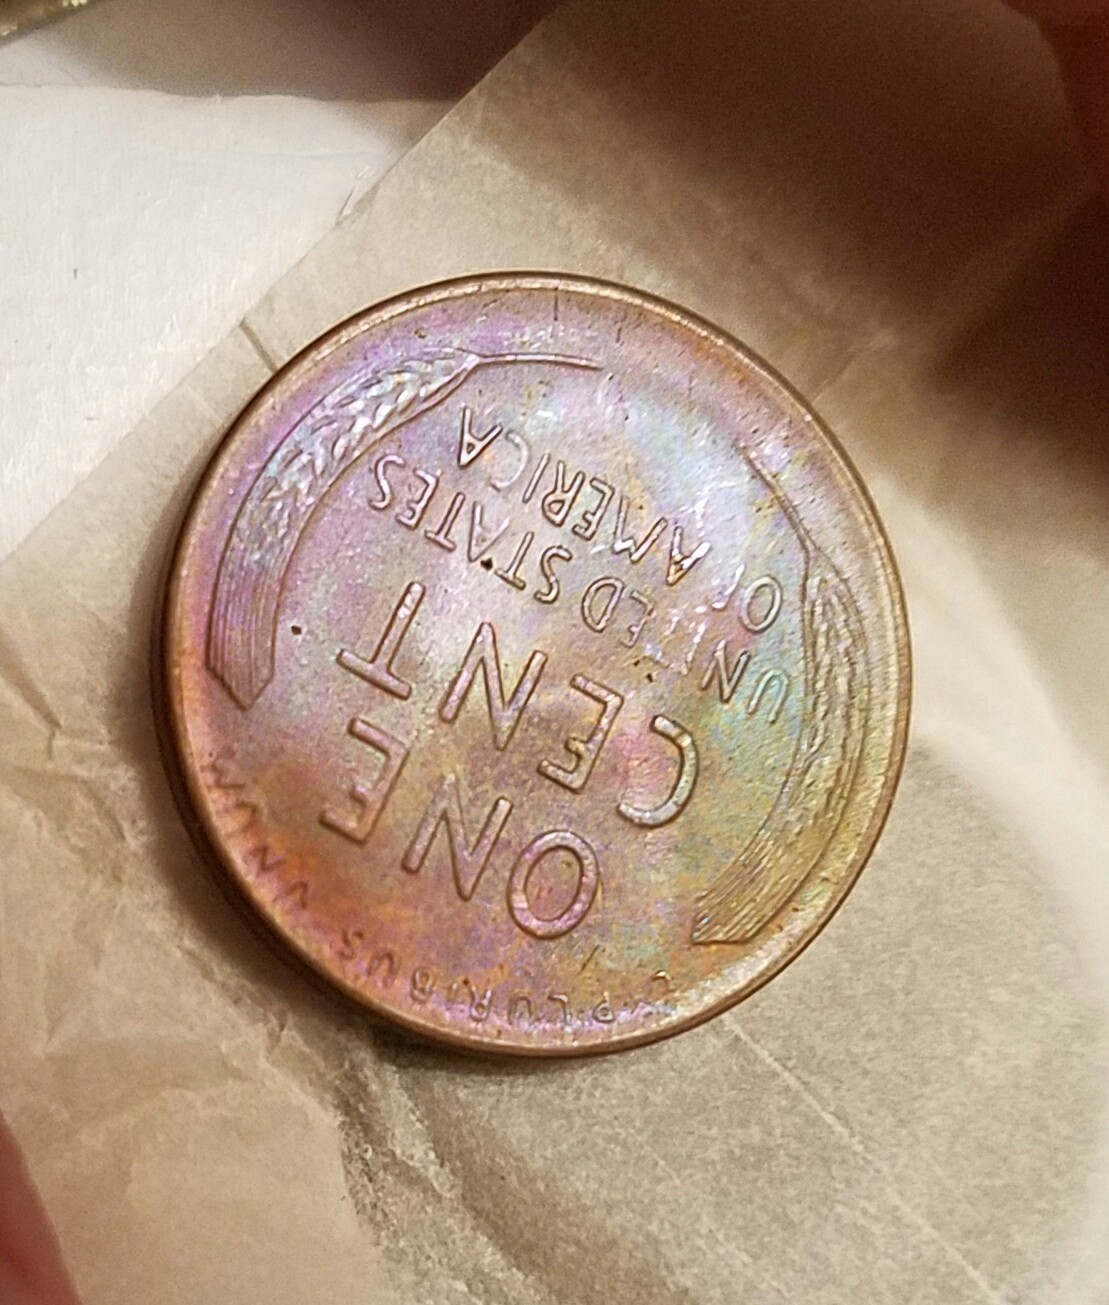 E PLURIBUS UNUM
ONE
CENT
UNITED STATES
OF AMERICA